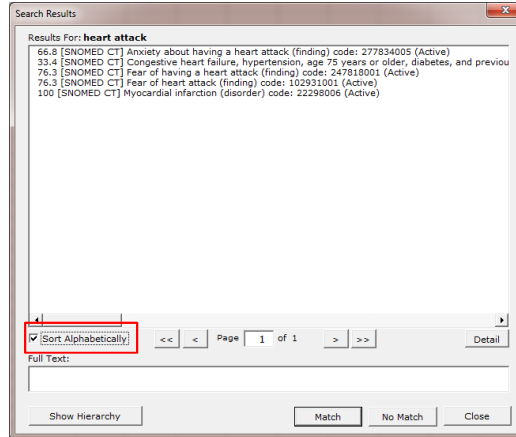 Search Results
Results For: heart attack
66.8 [SNOMED CT] Anxiety about having a heart attack (finding) code: 277834005 (Active)
33.4 [SNOMED CT] Congestive heart failure, hypertension, age 75 years or older, diabetes, and previou
76.3 [SNOMED CT] Fear of having a heart attack (finding) code: 247818001 (Active)
76.3 [SNOMED CT] Fear of heart attack (finding) code: 102931001 (Active)
100 [SNOMED CT] Myocardial infarction (disorder) code: 22298006 (Active)
Sort Alphabetically << < Page 1 of 1 > >> Detail
Full Text:
Show Hierarchy Match No Match Close